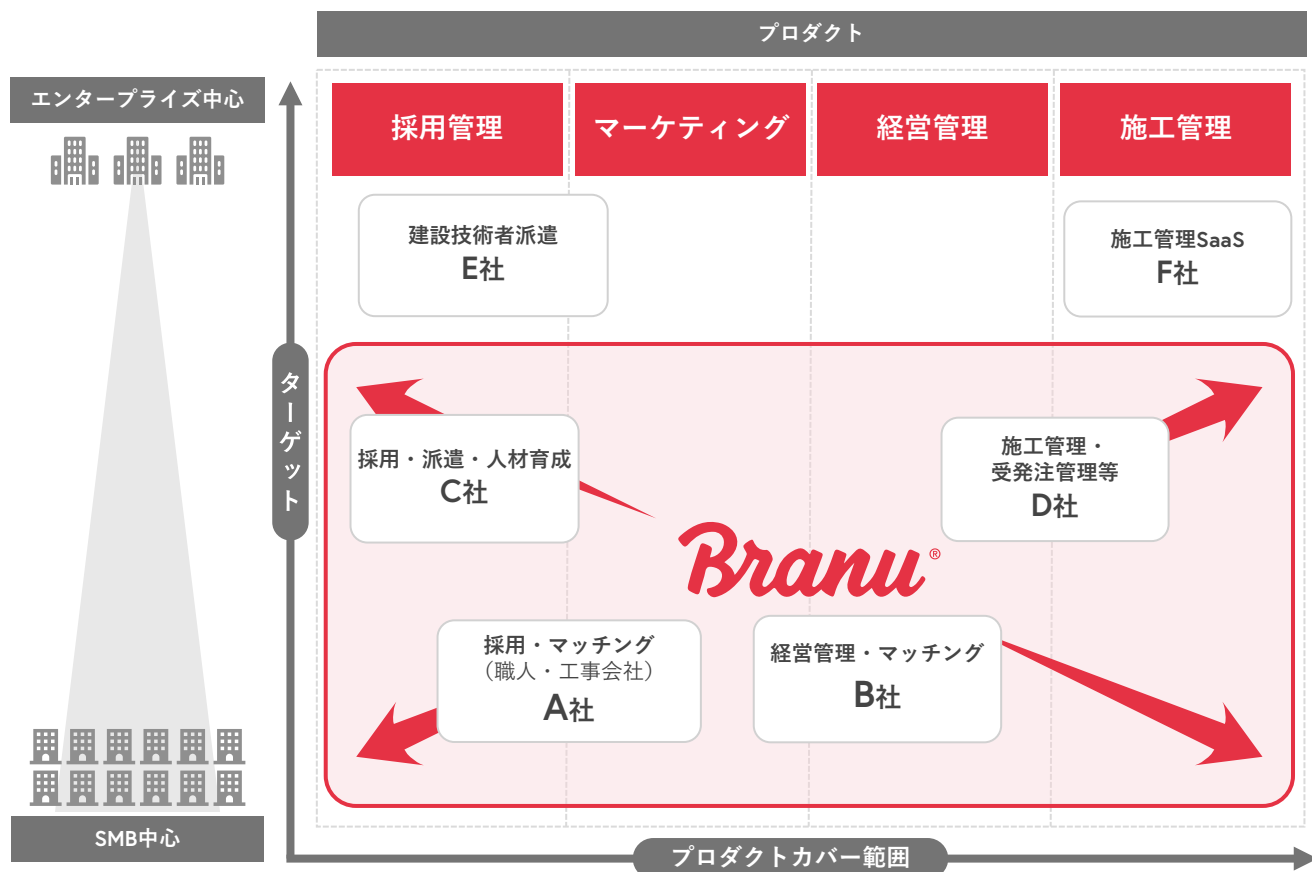 プロダクト
エンタープライズ中心
採用管理
マーケティング
経営管理
施工管理
建設技術者派遣
E社
施工管理SaaS
F社
ターゲット
採用・派遣・人材育成
C社
施工管理・
受発注管理等
D社
Branu®
採用・マッチング
（職人・工事会社）
A社
経営管理・マッチング
B社
SMB中心
プロダクトカバー範囲